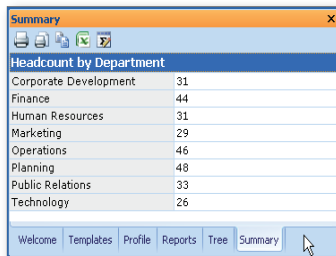 Summary
Headcount by Department
Corporate Development 31
Finance 44
Human Resources 31
Marketing 29
Operations 46
Planning 48
Public Relations 33
Technology 26
Welcome Templates Profile Reports Tree Summary